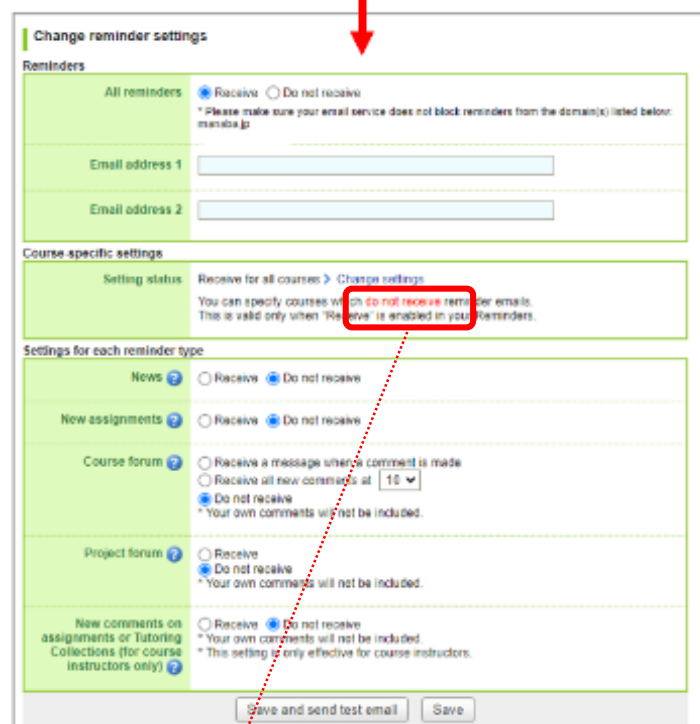 Change reminder settings
Reminders
All reminders
Receive Do not receive
* Please make sure your email service does not block reminders from the domain(s) listed below:
manaba.jp
Email address 1
Email address 2
Course-specific settings
Setting status
Receive for all courses > Change settings
You can specify courses which do not receive reminder emails.
This is valid only when "Receive" is enabled in your Reminders.
Settings for each reminder type
News ?
Receive Do not receive
New assignments ?
Receive Do not receive
Course forum ?
Receive a message when a comment is made
Receive all new comments at 10
Do not receive
* Your own comments will not be included.
Project forum ?
Receive
Do not receive
* Your own comments will not be included.
New comments on
assignments or Tutoring
Collections (for course
instructors only) ?
Receive Do not receive
* Your own comments will not be included.
* This setting is only effective for course instructors.
Save and send test email Save